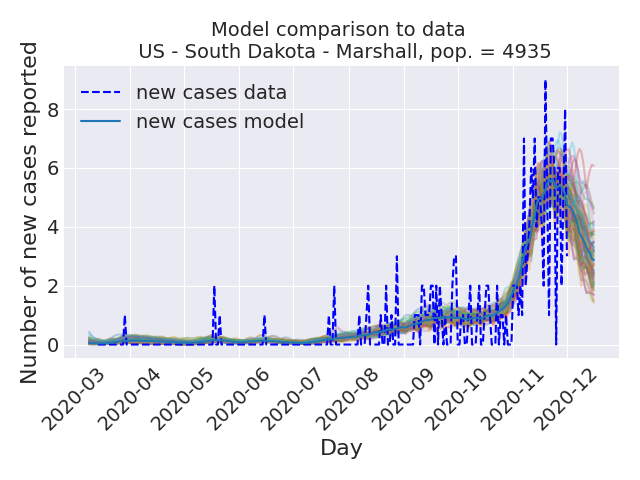 Model comparison to data
US - South Dakota - Marshall, pop. = 4935
Number of new cases reported
8
6
4
2
0
new cases data
new cases model
2020-03
2020-04
2020-05
2020-06
2020-07
2020-08
2020-09
2020-10
2020-11
2020-12
Day